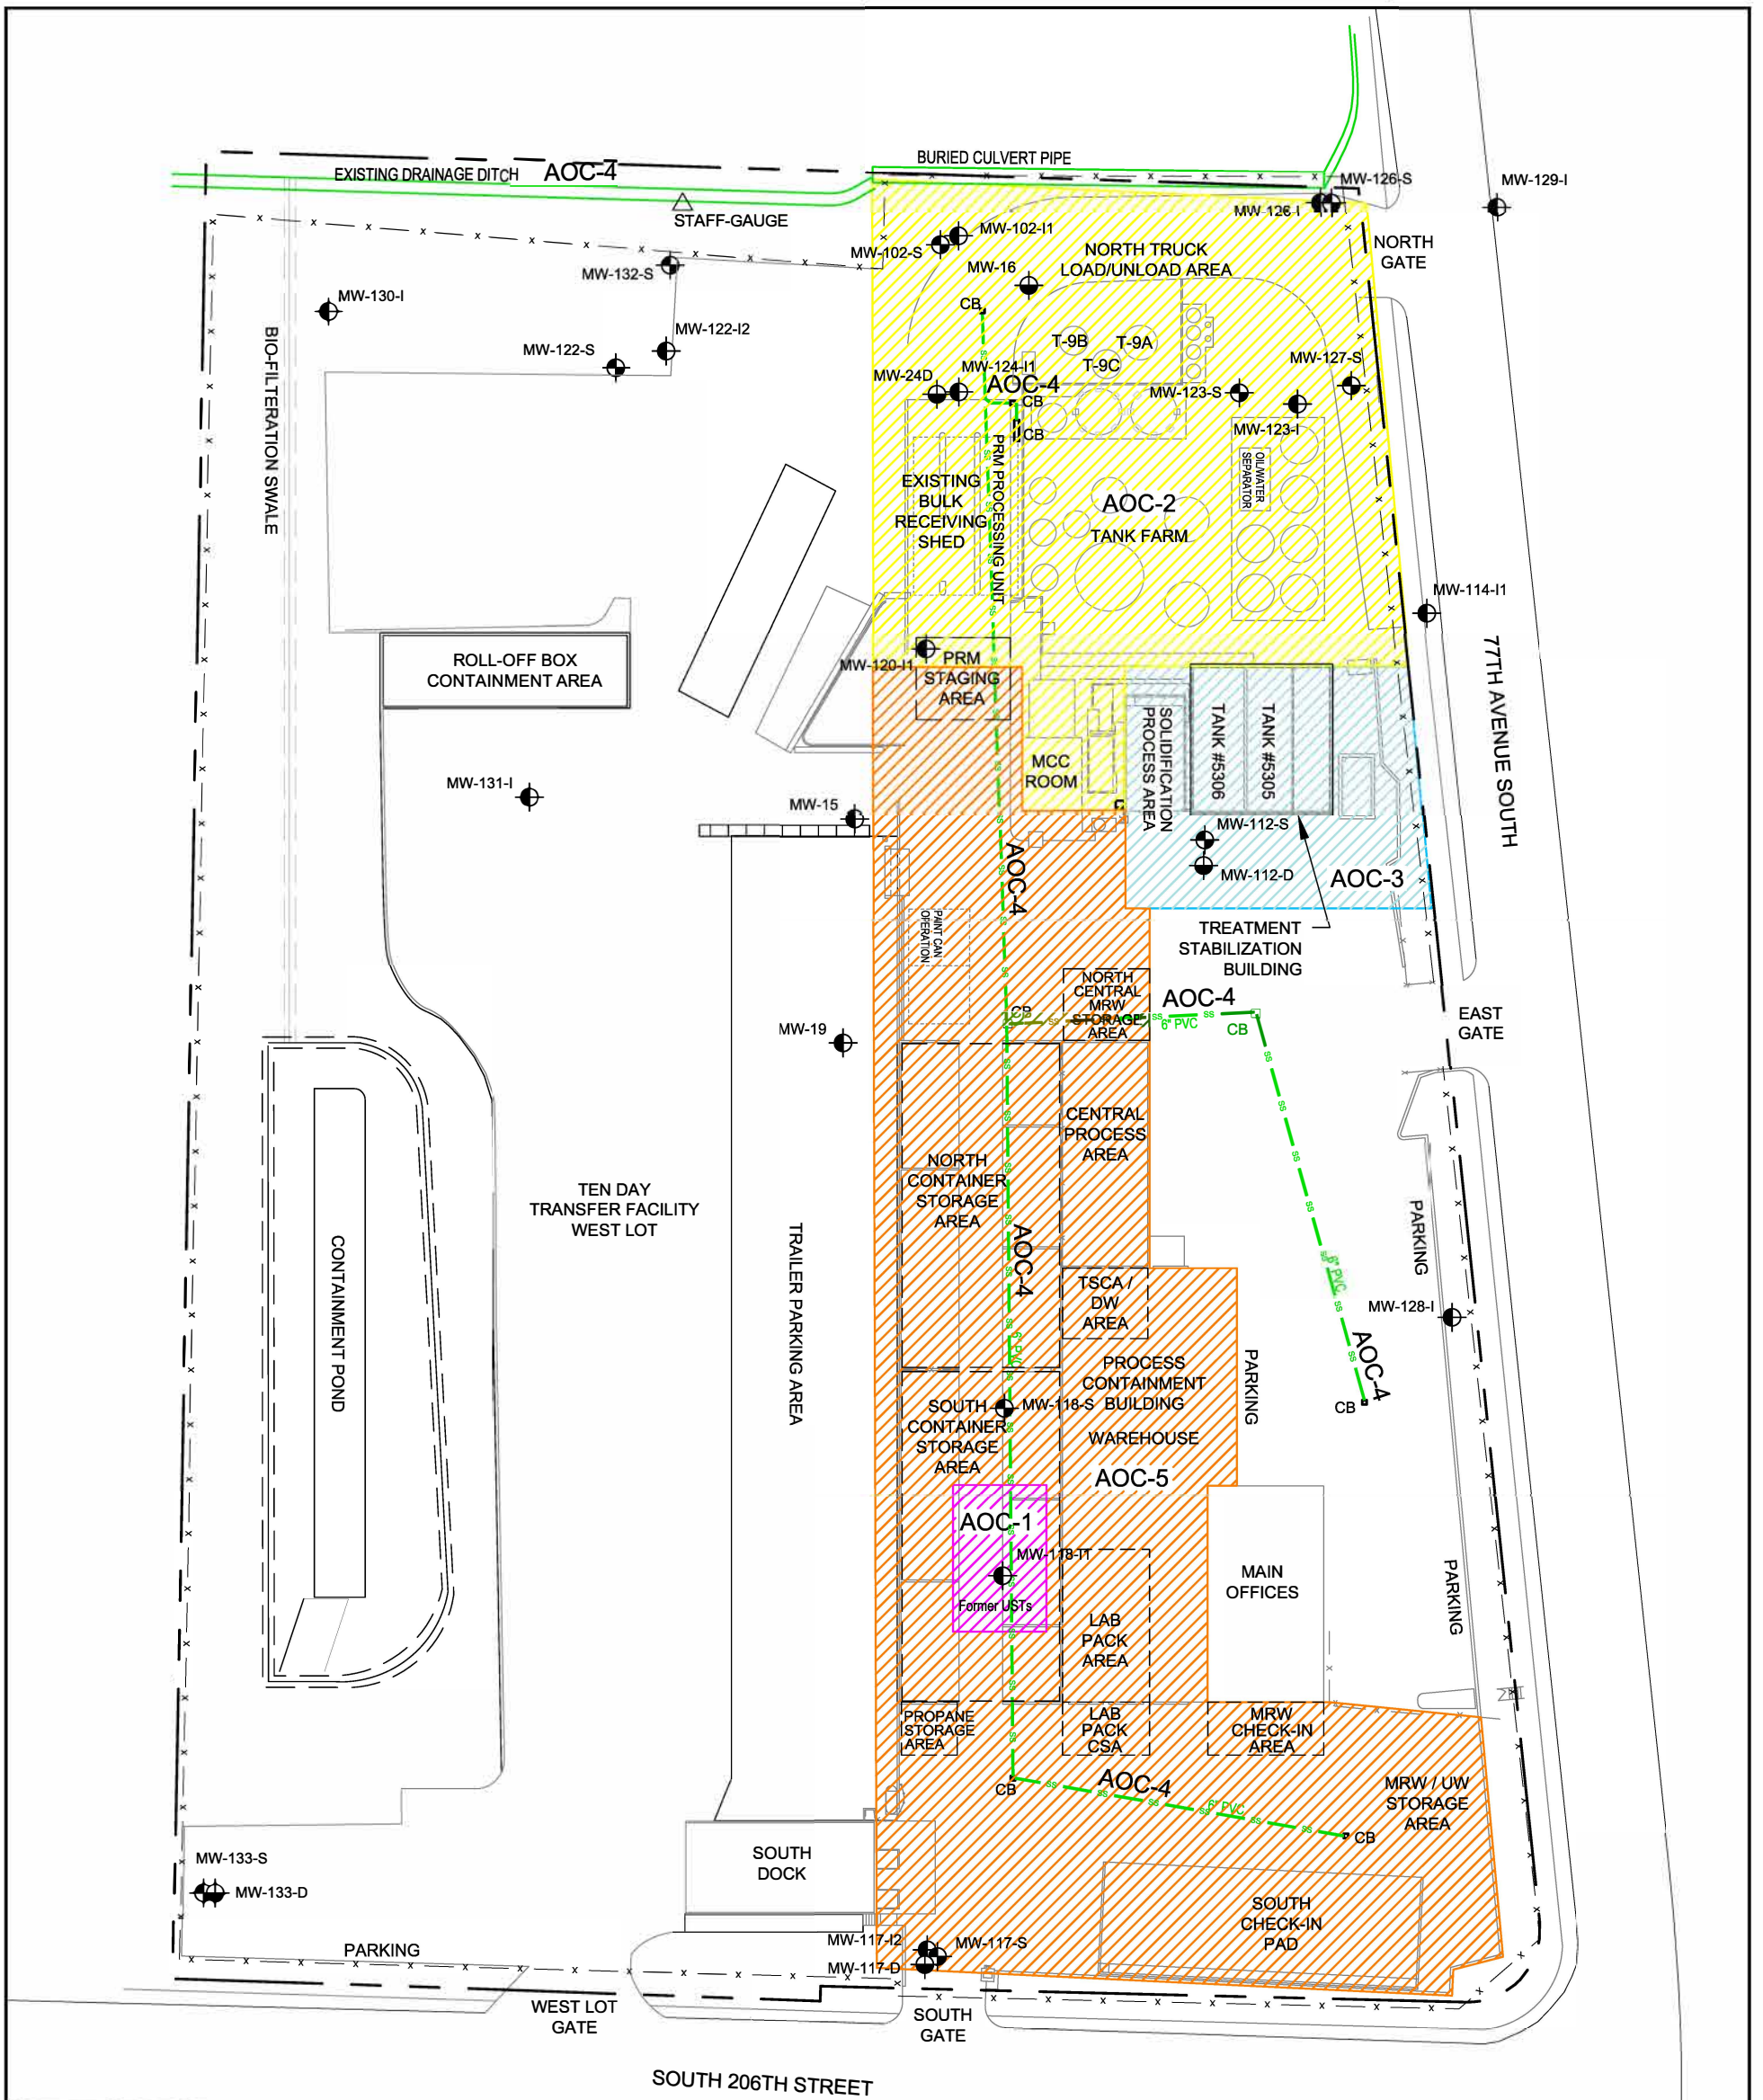 BURIED CULVERT PIPE
EXISTING DRAINAGE DITCH
AOC-4
MW-126-S
MW-129-I
MW-126-I
STAFF-GAUGE
MW-102-I1
MW-102-S
NORTH TRUCK
LOAD/UNLOAD AREA
NORTH
GATE
MW-132-S
MW-16
MW-130-I
CB
MW-122-I2
MW-122-S
T-9B
T-9A
T-9C
MW-127-S
MW-24D
MW-124-I1
AOC-4
CB
MW-123-S
MW-123-I
CB
BIO-FILTERATION SWALE
PRM PROCESSING UNIT
OIL/WATER
SEPARATOR
EXISTING
BULK
RECEIVING
SHED
AOC-2
TANK FARM
MW-114-I1
77TH AVENUE SOUTH
ROLL-OFF BOX
CONTAINMENT AREA
MW-120-I1
PRM
STAGING
AREA
SOLIDIFICATION
PROCESS AREA
TANK #5306
TANK #5305
MCC
ROOM
MW-131-I
MW-15
MW-112-S
MW-112-D
AOC-3
AOC-4
PAINT CAN
OPERATION
TREATMENT
STABILIZATION
BUILDING
NORTH
CENTRAL
MRW
STORAGE
AREA
AOC-4
CB
SS
SS
SS
6" PVC
CB
EAST
GATE
MW-19
CENTRAL
PROCESS
AREA
NORTH
CONTAINER
STORAGE
AREA
TEN DAY
TRANSFER FACILITY
WEST LOT
TRAILER PARKING AREA
CONTAINMENT POND
AOC-4
PARKING
6" PVC
TSCA /
DW
AREA
MW-128-I
6" PVC
PROCESS
CONTAINMENT
BUILDING
PARKING
AOC-4
CB
MW-118-S
SOUTH
CONTAINER
STORAGE
AREA
WAREHOUSE
AOC-5
AOC-1
MW-118-I1
Former USTs
MAIN
OFFICES
PARKING
LAB
PACK
AREA
PROPANE
STORAGE
AREA
LAB
PACK
CSA
MRW
CHECK-IN
AREA
CB
AOC-4
6" PVC
CB
MRW / UW
STORAGE
AREA
SOUTH
DOCK
MW-133-S
MW-133-D
SOUTH
CHECK-IN
PAD
PARKING
MW-117-I2
MW-117-S
MW-117-D
WEST LOT
GATE
SOUTH
GATE
SOUTH 206TH STREET